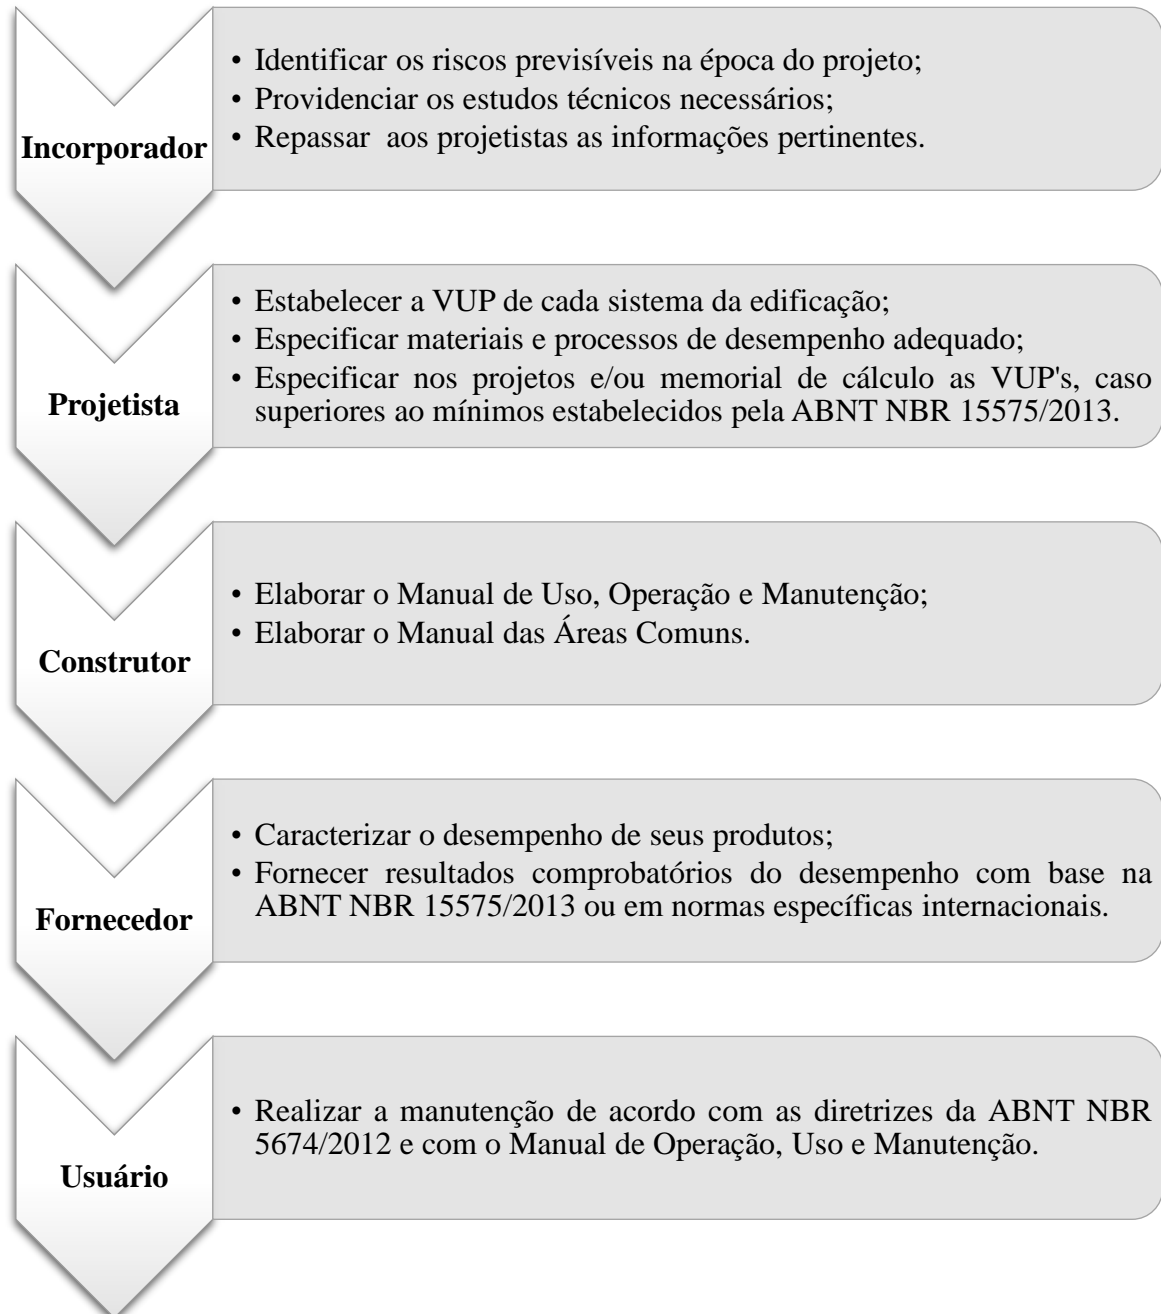 Incorporador
• Identificar os riscos previsíveis na época do projeto;
• Providenciar os estudos técnicos necessários;
• Repassar aos projetistas as informações pertinentes.
Projetista
• Estabelecer a VUP de cada sistema da edificação;
• Especificar materiais e processos de desempenho adequado;
• Especificar nos projetos e/ou memorial de cálculo as VUP's, caso
superiores ao mínimos estabelecidos pela ABNT NBR 15575/2013.
Construtor
• Elaborar o Manual de Uso, Operação e Manutenção;
• Elaborar o Manual das Áreas Comuns.
Fornecedor
• Caracterizar o desempenho de seus produtos;
• Fornecer resultados comprobatórios do desempenho com base na
ABNT NBR 15575/2013 ou em normas específicas internacionais.
Usuário
• Realizar a manutenção de acordo com as diretrizes da ABNT NBR
5674/2012 e com o Manual de Operação, Uso e Manutenção.